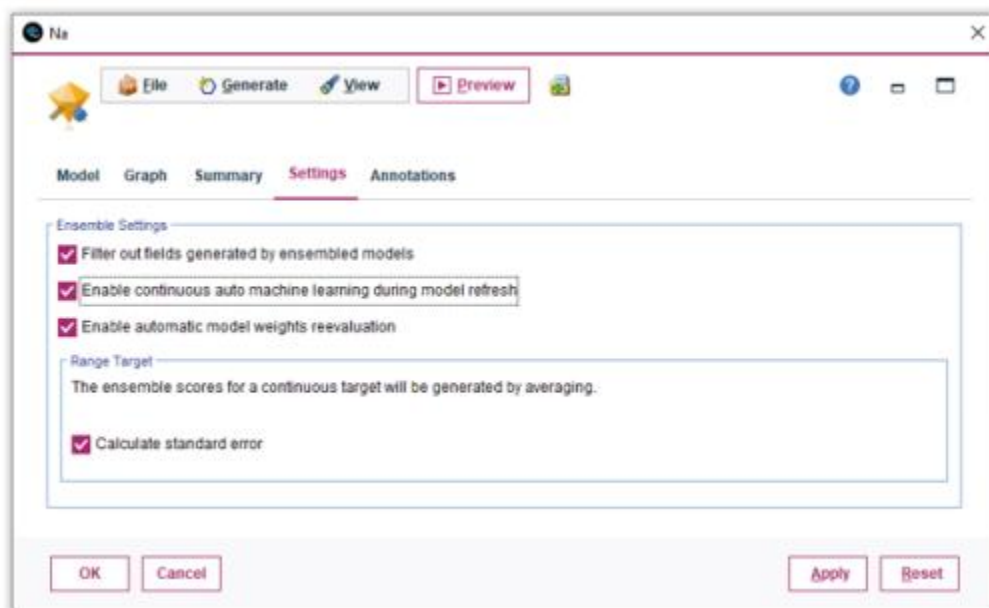 Na
File Generate View Preview
Model Graph Summary Settings Annotations
Ensemble Settings
Filter out fields generated by ensembled models
Enable continuous auto machine learning during model refresh
Enable automatic model weights reevaluation
Range Target
The ensemble scores for a continuous target will be generated by averaging.
Calculate standard error
OK Cancel Apply Reset